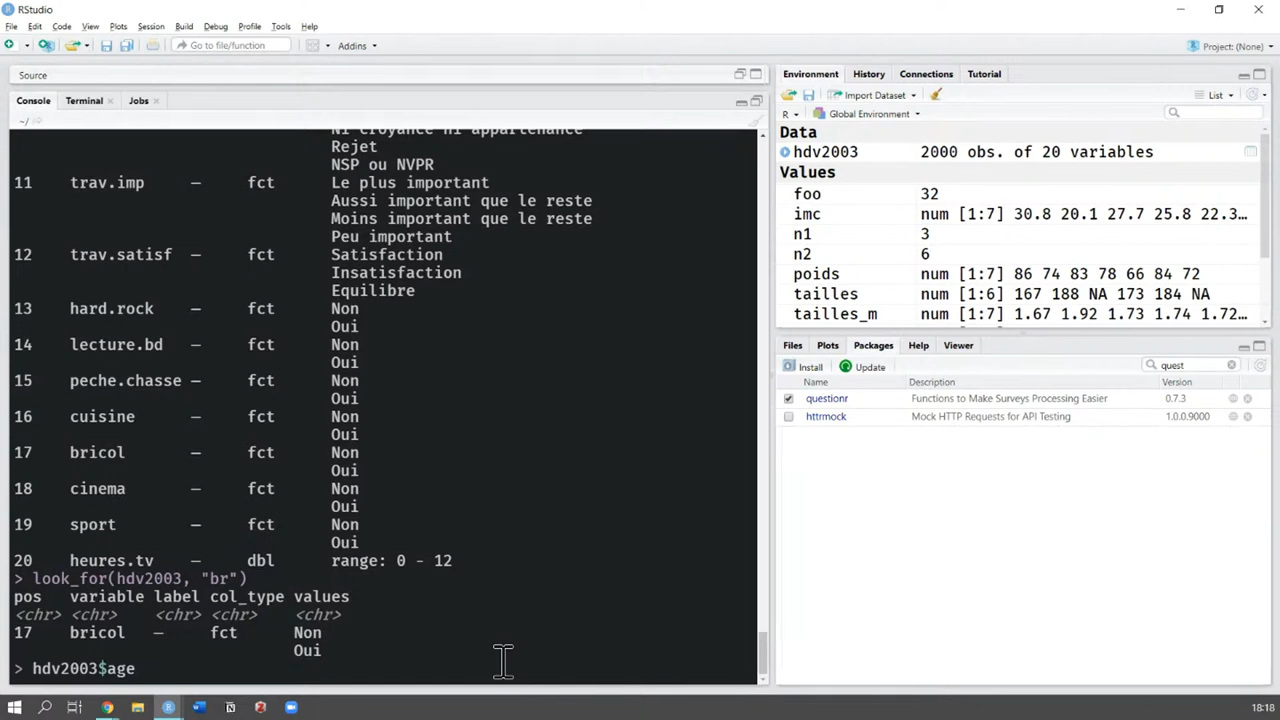 RStudio
File Edit Code View Plots Session Build Debug Profile Tools Help
Go to file/function Addins Project: (None)
Source
Console Terminal Jobs
~/
Ni croyance ni appartenance
Rejet
NSP ou NVPR
11 trav.imp — fct Le plus important
Aussi important que le reste
Moins important que le reste
Peu important
12 trav.satisf — fct Satisfaction
Insatisfaction
Equilibre
13 hard.rock — fct Non
Oui
14 lecture.bd — fct Non
Oui
15 peche.chasse — fct Non
Oui
16 cuisine — fct Non
Oui
17 bricol — fct Non
Oui
18 cinema — fct Non
Oui
19 sport — fct Non
Oui
20 heures.tv — dbl range: 0 - 12
> look_for(hdv2003, "br")
pos variable label col_type values
<chr> <chr> <chr> <chr> <chr>
17 bricol — fct Non
Oui
> hdv2003$age
Environment History Connections Tutorial
Import Dataset List
R Global Environment
Data
hdv2003 2000 obs. of 20 variables
Values
foo 32
imc num [1:7] 30.8 20.1 27.7 25.8 22.3…
n1 3
n2 6
poids num [1:7] 86 74 83 78 66 84 72
tailles num [1:6] 167 188 NA 173 184 NA
tailles_m num [1:7] 1.67 1.92 1.73 1.74 1.72…
Files Plots Packages Help Viewer
Install Update quest
Name Description Version
questionr Functions to Make Surveys Processing Easier 0.7.3
httrmock Mock HTTP Requests for API Testing 1.0.0.9000
18:18